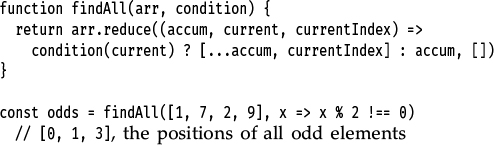 function findAll(arr, condition) {
  return arr.reduce((accum, current, currentIndex) =>
    condition(current) ? [...accum, currentIndex] : accum, [])
}

const odds = findAll([1, 7, 2, 9], x => x % 2 !== 0)
  // [0, 1, 3], the positions of all odd elements